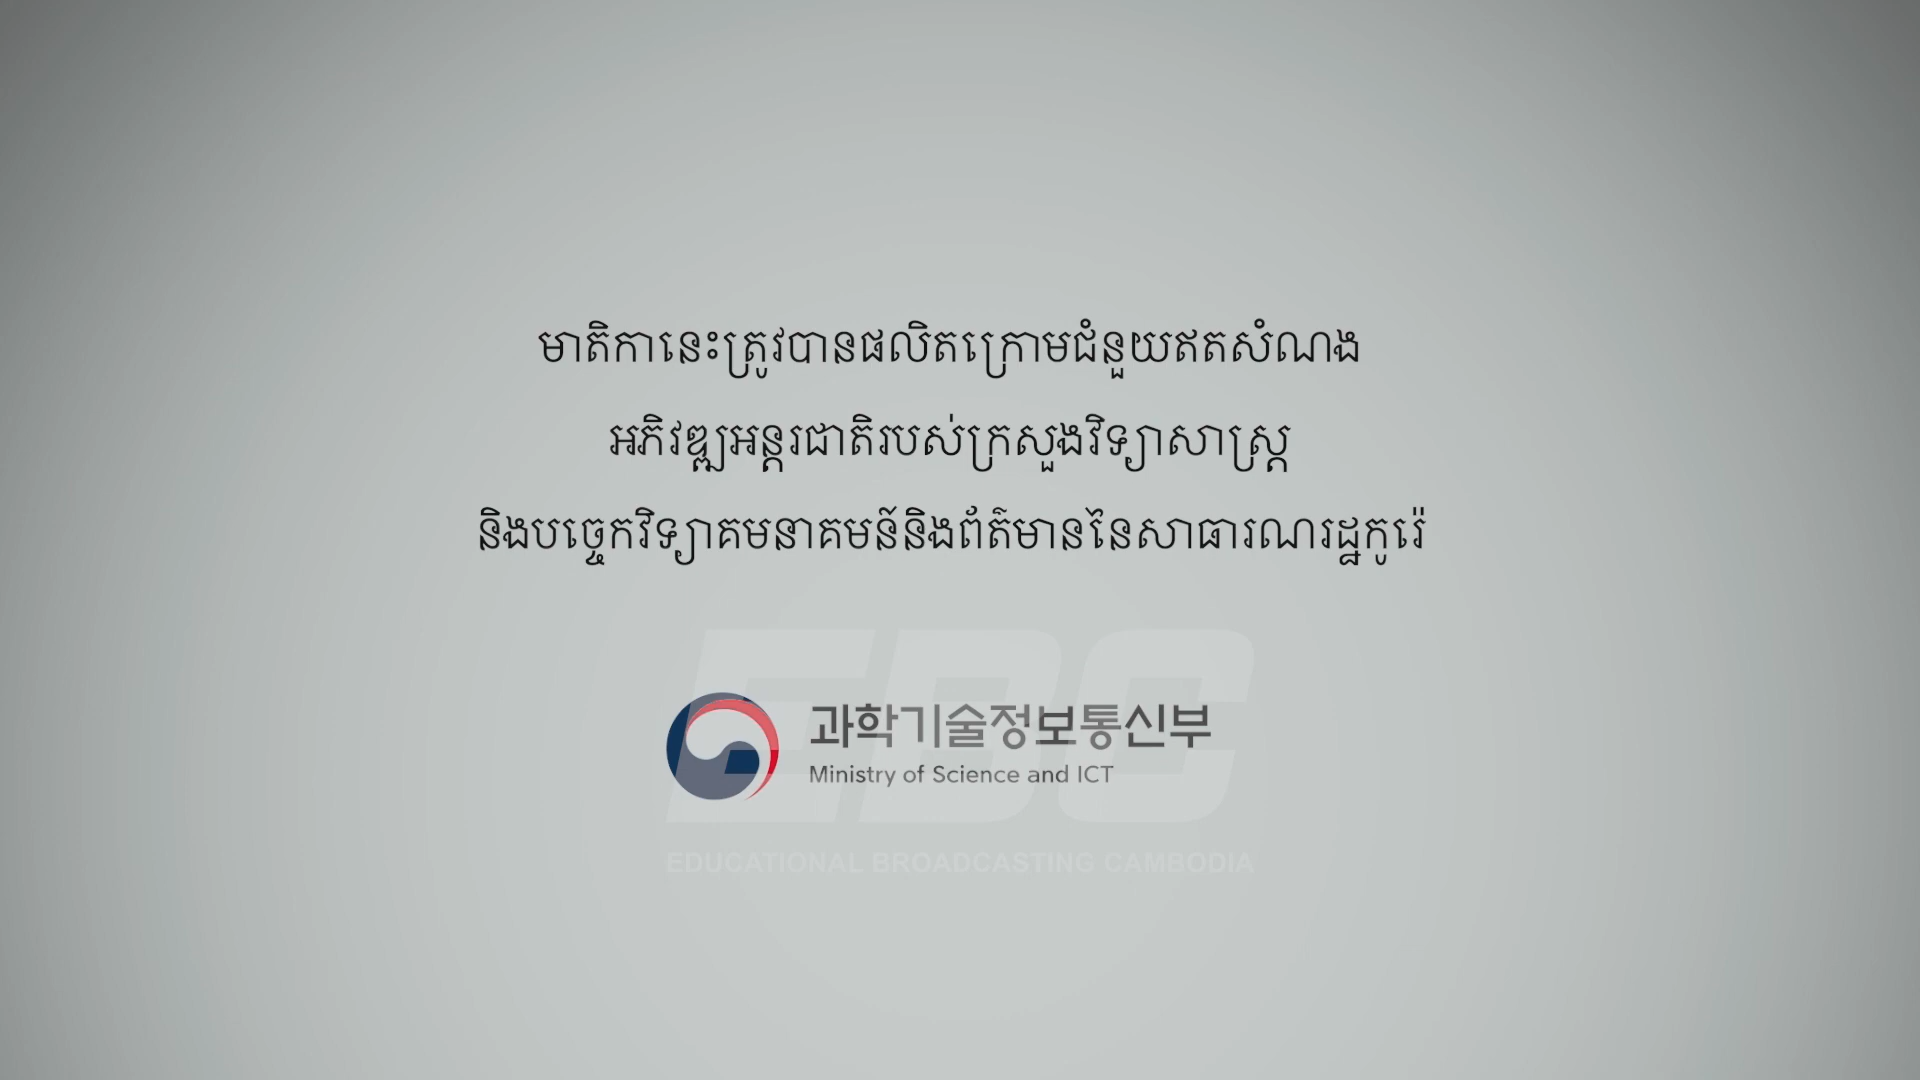 មាតិកានេះត្រូវបានផលិតក្រោមជំនួយឥតសំណង
អភិវឌ្ឍអន្តរជាតិរបស់ក្រសួងវិទ្យាសាស្ត្រ
និងបច្ចេកវិទ្យាគមនាគមន៍និងព័ត៌មាននៃសាធារណរដ្ឋកូរ៉េ
EBC
과학기술정보통신부
Ministry of Science and ICT
EDUCATIONAL BROADCASTING CAMBODIA